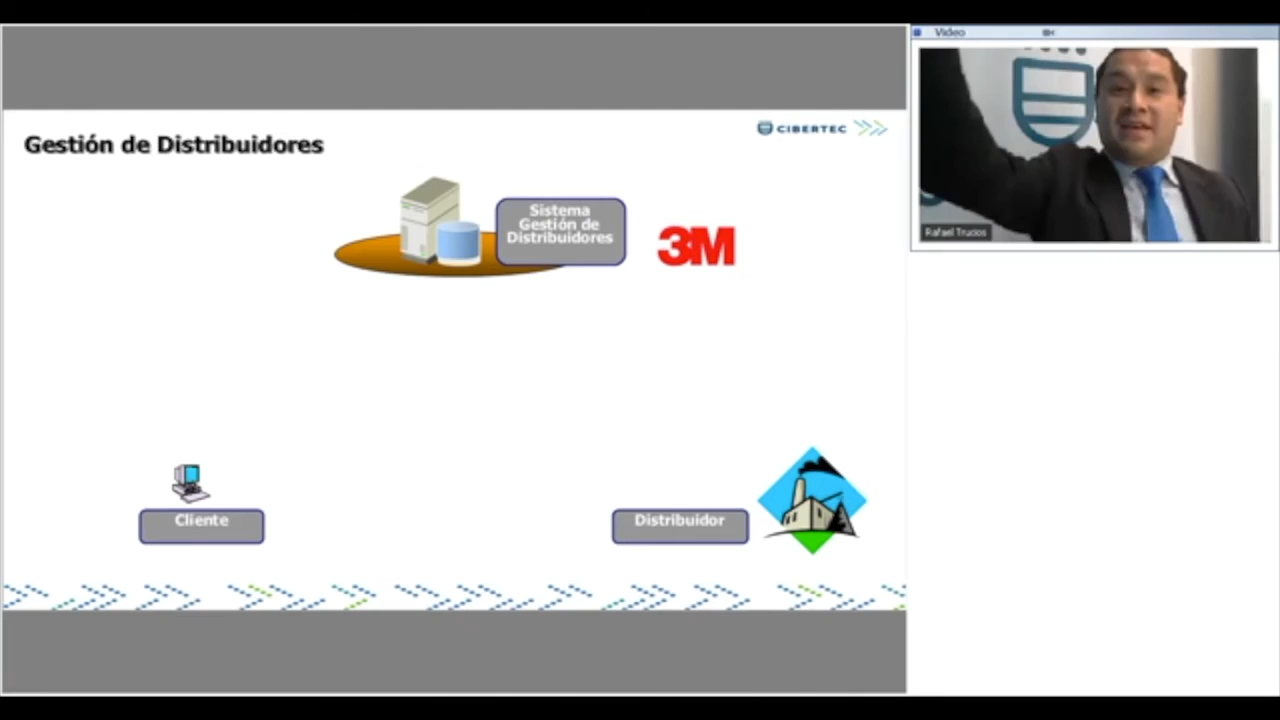 Video
Gestión de Distribuidores
CIBERTEC
Sistema
Gestión de
Distribuidores
3M
Rafael Trucios
Cliente
Distribuidor